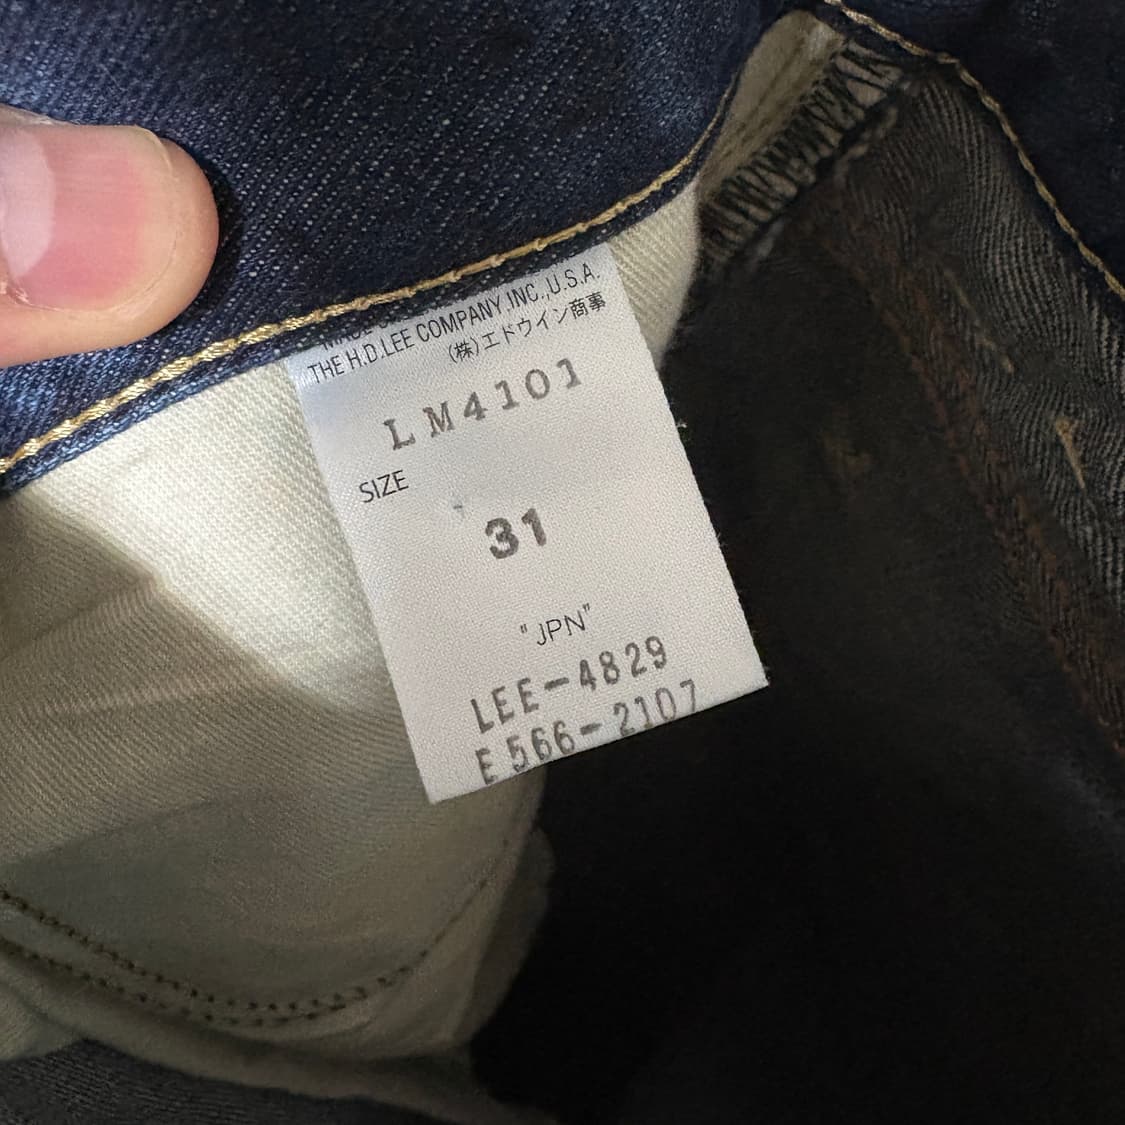 THE H.D.LEE COMPANY.INC.,U.S.A.
(株)エドウイン商事
LM4101
SIZE
31
"JPN"
LEE-4829
E566-2107